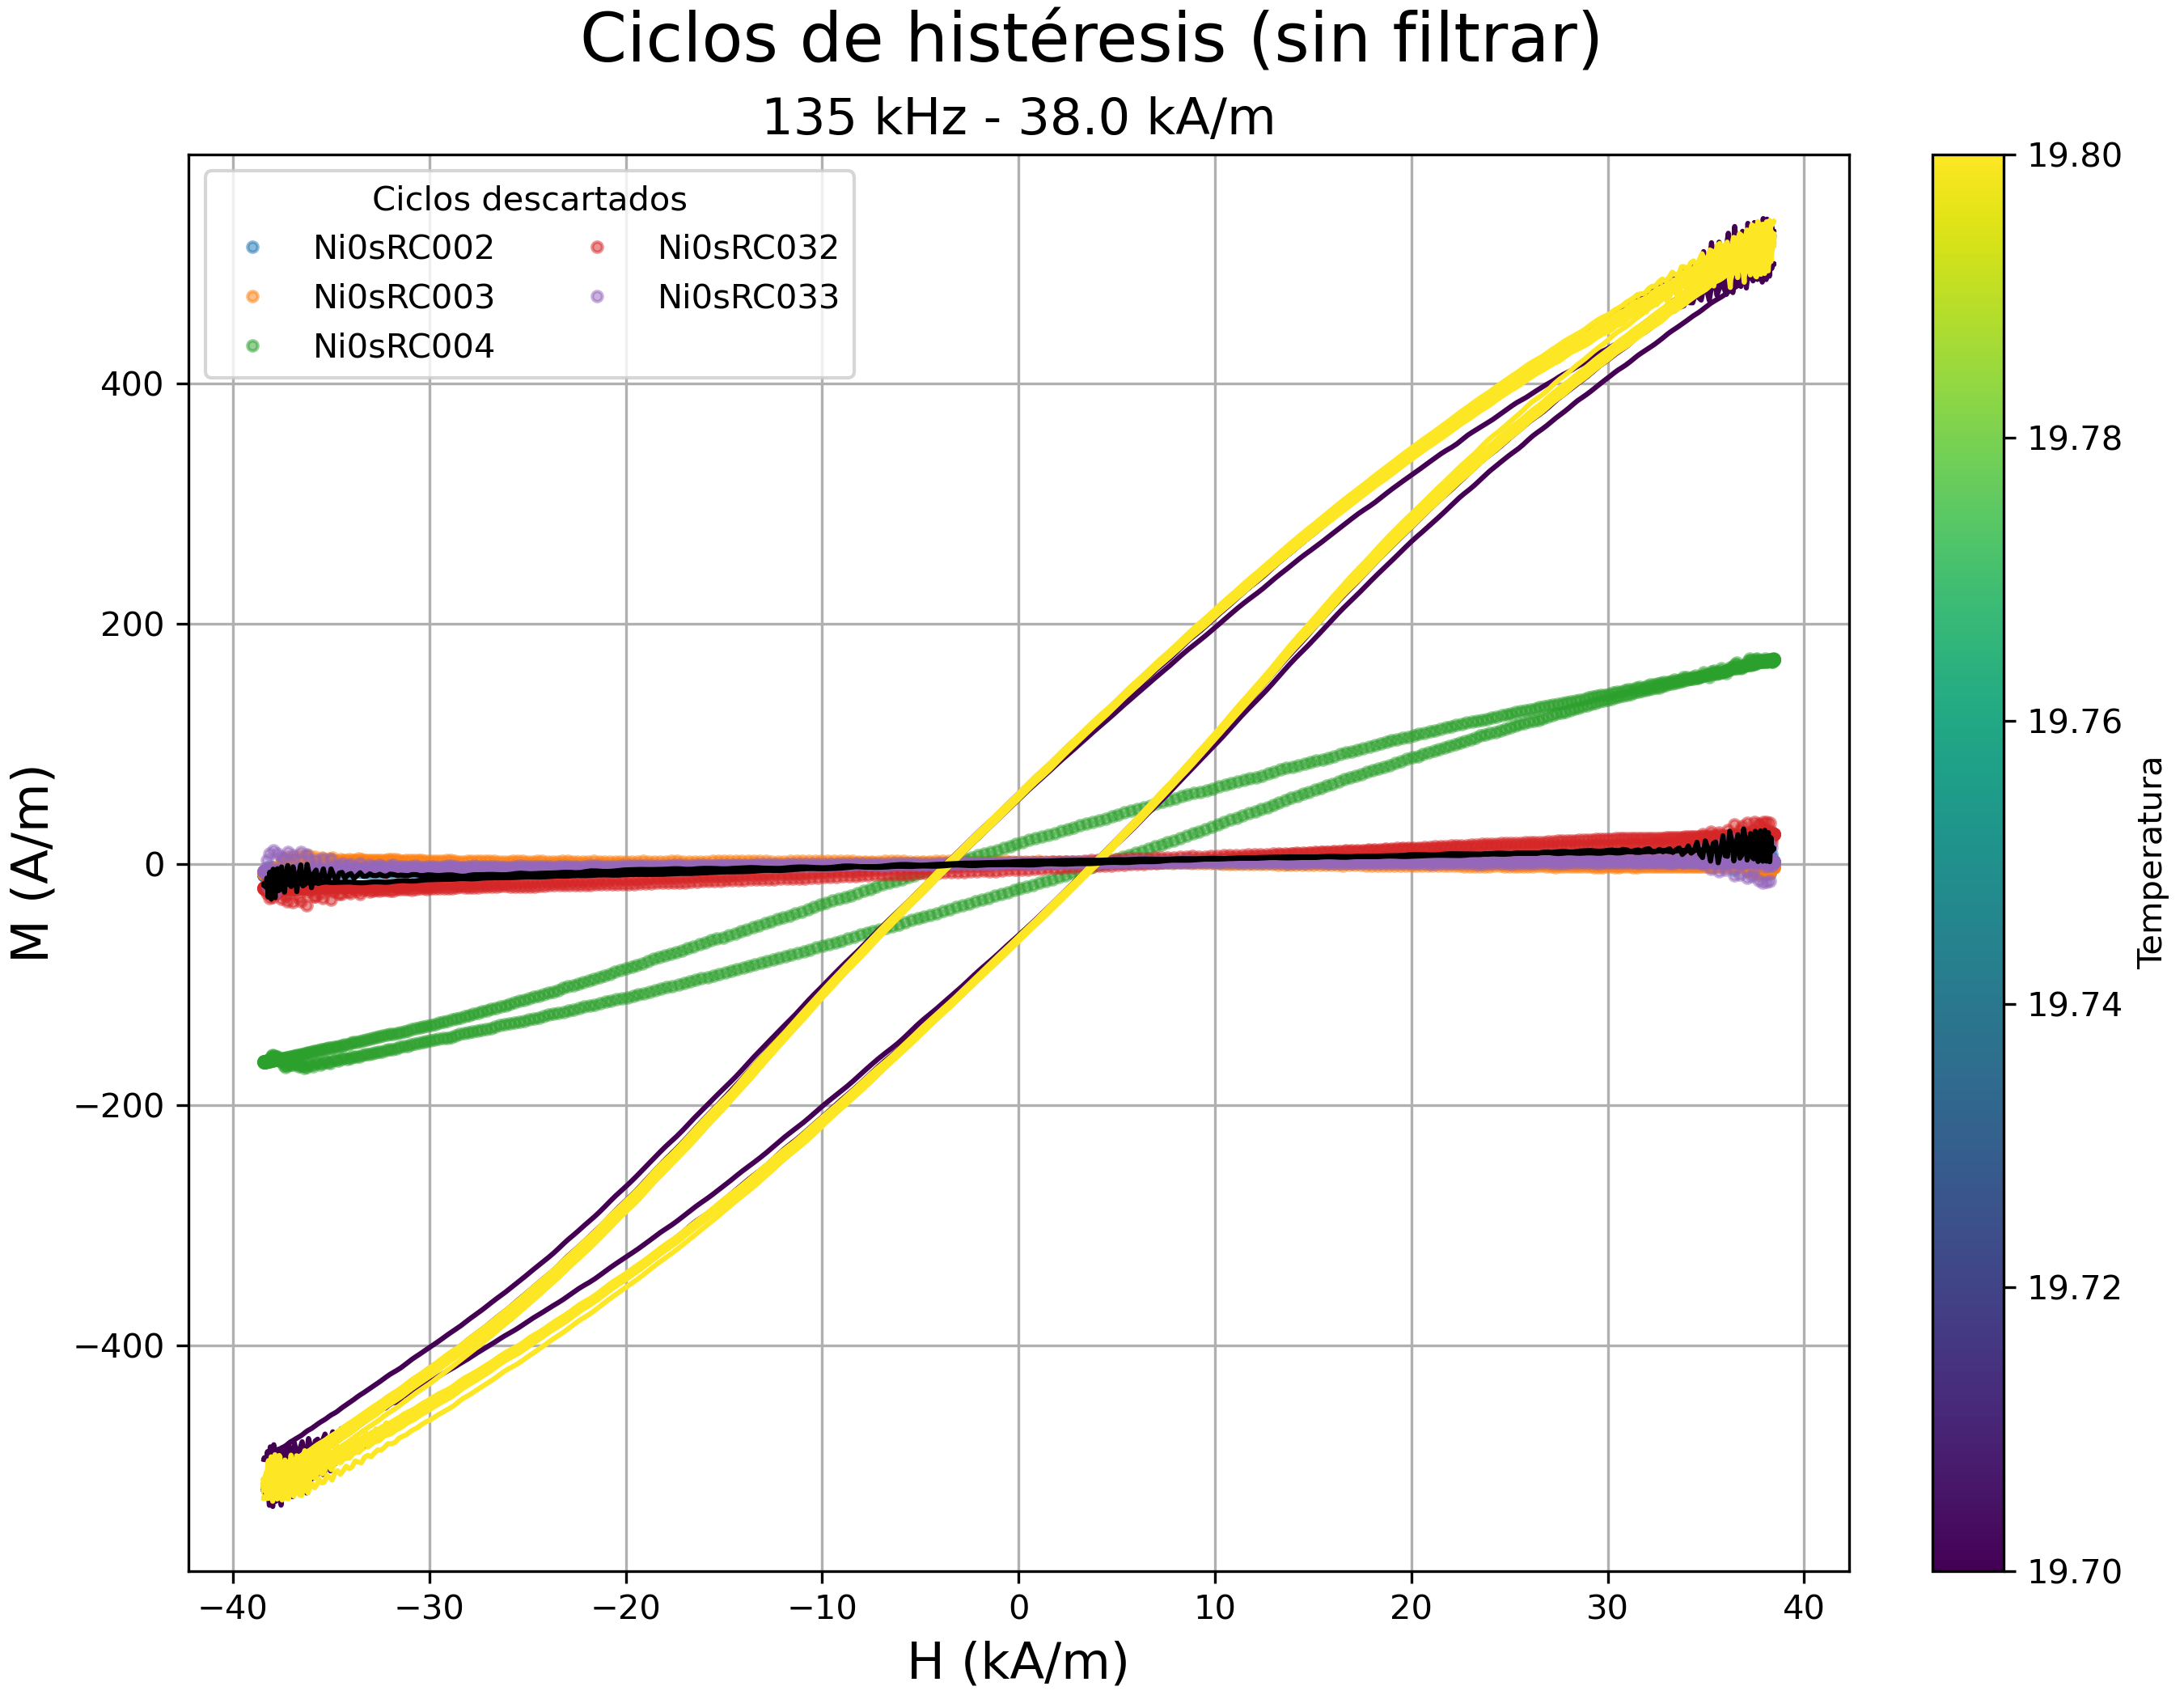 Ciclos de histéresis (sin filtrar)
135 kHz - 38.0 kA/m
Ciclos descartados
Ni0sRC002
Ni0sRC003
Ni0sRC004
Ni0sRC032
Ni0sRC033
M (A/m)
400
200
0
−200
−400
−40
−30
−20
−10
0
10
20
30
40
H (kA/m)
19.80
19.78
19.76
19.74
19.72
19.70
Temperatura